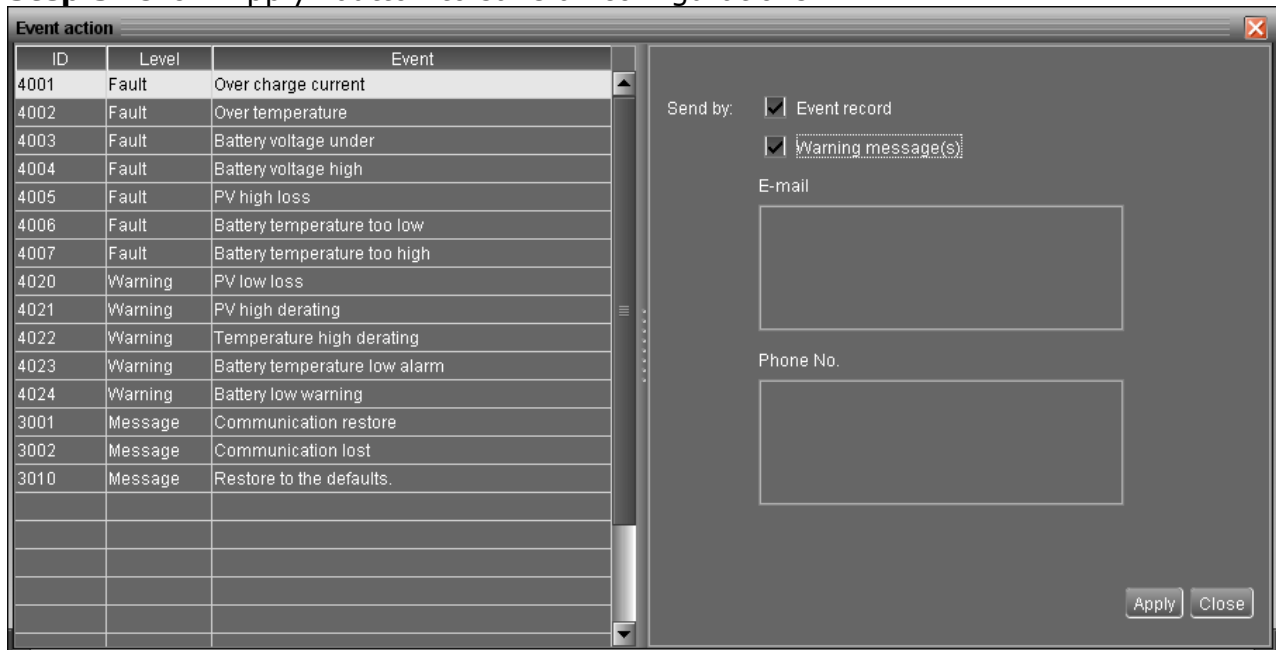 Event action
ID Level Event
4001 Fault Over charge current
4002 Fault Over temperature
4003 Fault Battery voltage under
4004 Fault Battery voltage high
4005 Fault PV high loss
4006 Fault Battery temperature too low
4007 Fault Battery temperature too high
4020 Warning PV low loss
4021 Warning PV high derating
4022 Warning Temperature high derating
4023 Warning Battery temperature low alarm
4024 Warning Battery low warning
3001 Message Communication restore
3002 Message Communication lost
3010 Message Restore to the defaults.
Send by: Event record
Warning message(s)
E-mail
Phone No.
Apply Close